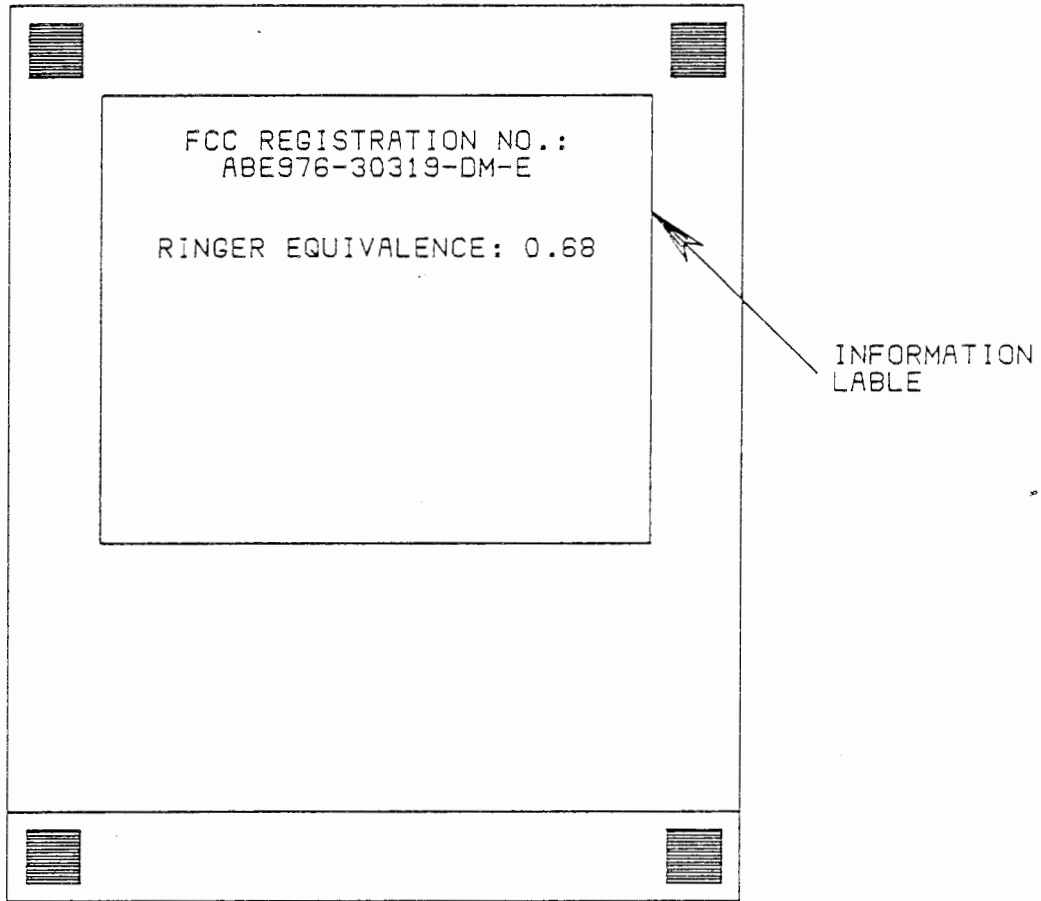 FCC REGISTRATION NO.:
ABE976-30319-DM-E
RINGER EQUIVALENCE: 0.68
INFORMATION
LABLE